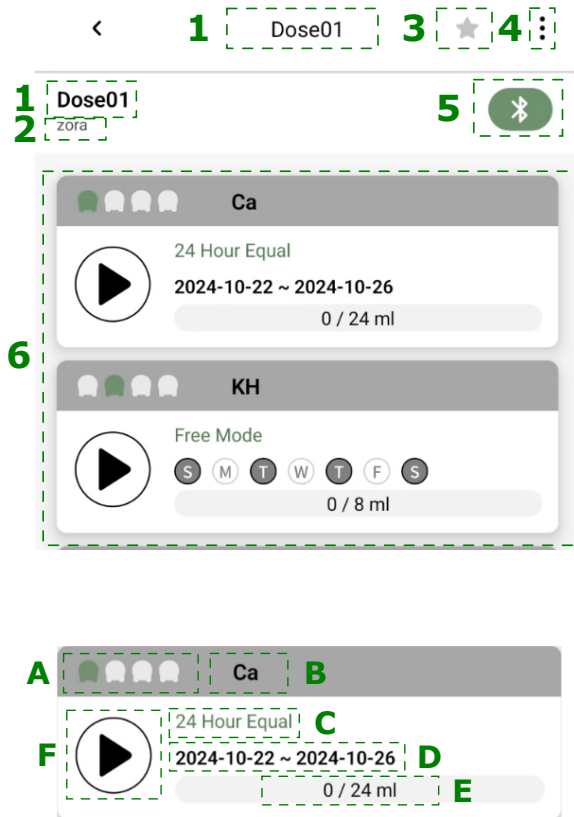 1 Dose01 3 4
1 Dose01 5
2 zora
6
Ca
24 Hour Equal
2024-10-22 ~ 2024-10-26
0 / 24 ml
KH
Free Mode
S M T W T F S
0 / 8 ml
A Ca B
24 Hour Equal C
F 2024-10-22 ~ 2024-10-26 D
0 / 24 ml E